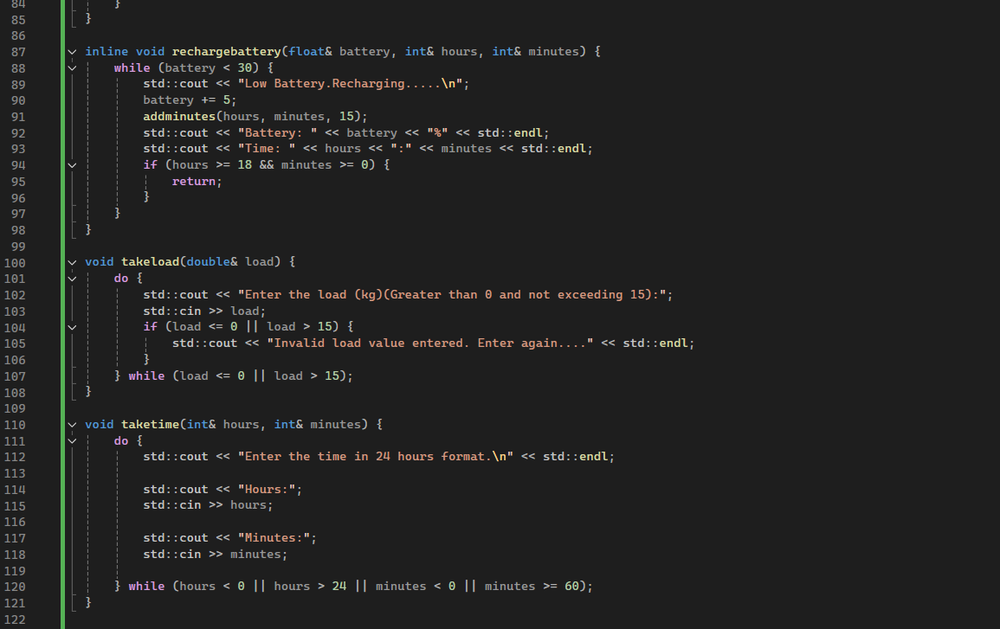 84 }
85 }
86
87 inline void rechargebattery(float& battery, int& hours, int& minutes) {
88     while (battery < 30) {
89         std::cout << "Low Battery.Recharging.....\n";
90         battery += 5;
91         addminutes(hours, minutes, 15);
92         std::cout << "Battery: " << battery << "%" << std::endl;
93         std::cout << "Time: " << hours << ":" << minutes << std::endl;
94         if (hours >= 18 && minutes >= 0) {
95             return;
96         }
97     }
98 }
99
100 void takeload(double& load) {
101     do {
102         std::cout << "Enter the load (kg)(Greater than 0 and not exceeding 15):";
103         std::cin >> load;
104         if (load <= 0 || load > 15) {
105             std::cout << "Invalid load value entered. Enter again...." << std::endl;
106         }
107     } while (load <= 0 || load > 15);
108 }
109
110 void taketime(int& hours, int& minutes) {
111     do {
112         std::cout << "Enter the time in 24 hours format.\n" << std::endl;
113
114         std::cout << "Hours:";
115         std::cin >> hours;
116
117         std::cout << "Minutes:";
118         std::cin >> minutes;
119
120     } while (hours < 0 || hours > 24 || minutes < 0 || minutes >= 60);
121 }
122